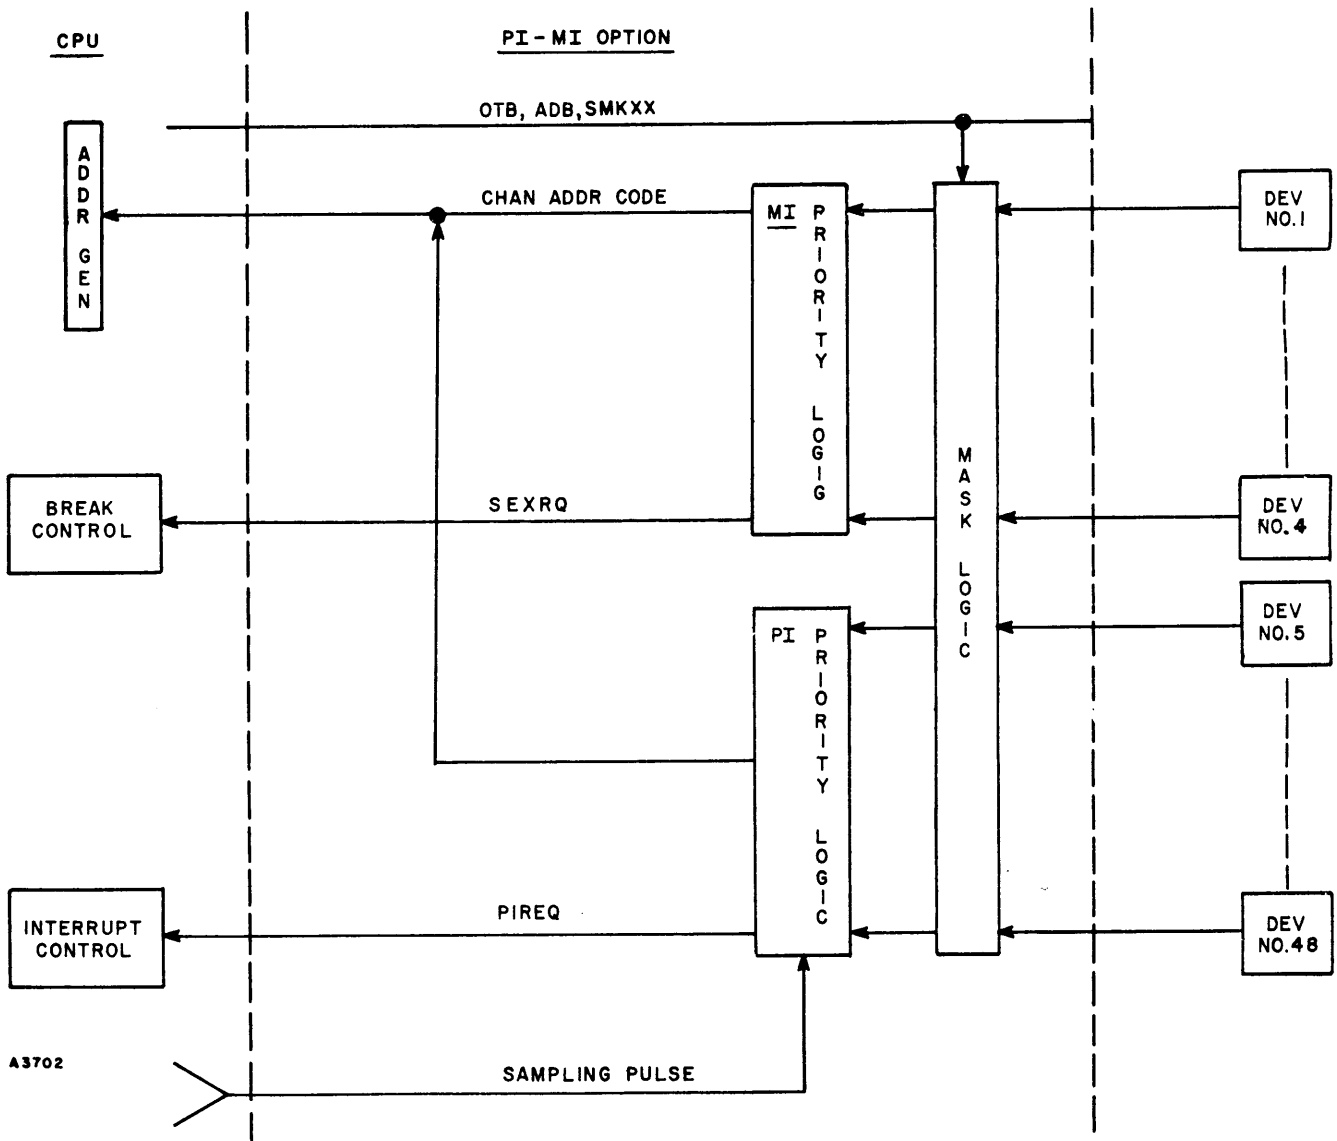 CPU
PI-MI OPTION
OTB, ADB, SMKXX
ADDR GEN
CHAN ADDR CODE
MI
PRIORITY LOGIG
MASK LOGIC
DEV
NO.1
BREAK
CONTROL
SEXRQ
DEV
NO.4
PI
PRIORITY LOGIC
DEV
NO.5
INTERRUPT
CONTROL
PIREQ
DEV
NO.48
A3702
SAMPLING PULSE